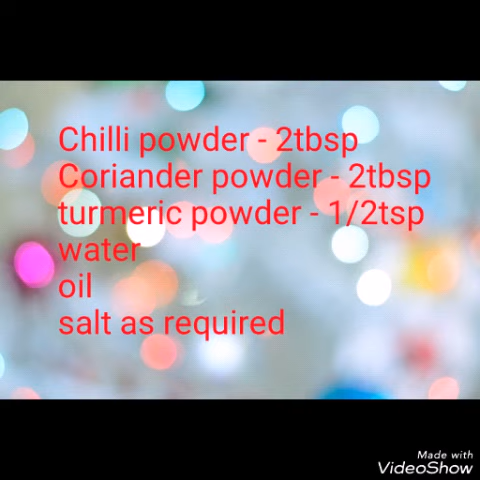 Chilli powder - 2tbsp
Coriander powder - 2tbsp
turmeric powder - 1/2tsp
water
oil
salt as required
Made with
VideoShow